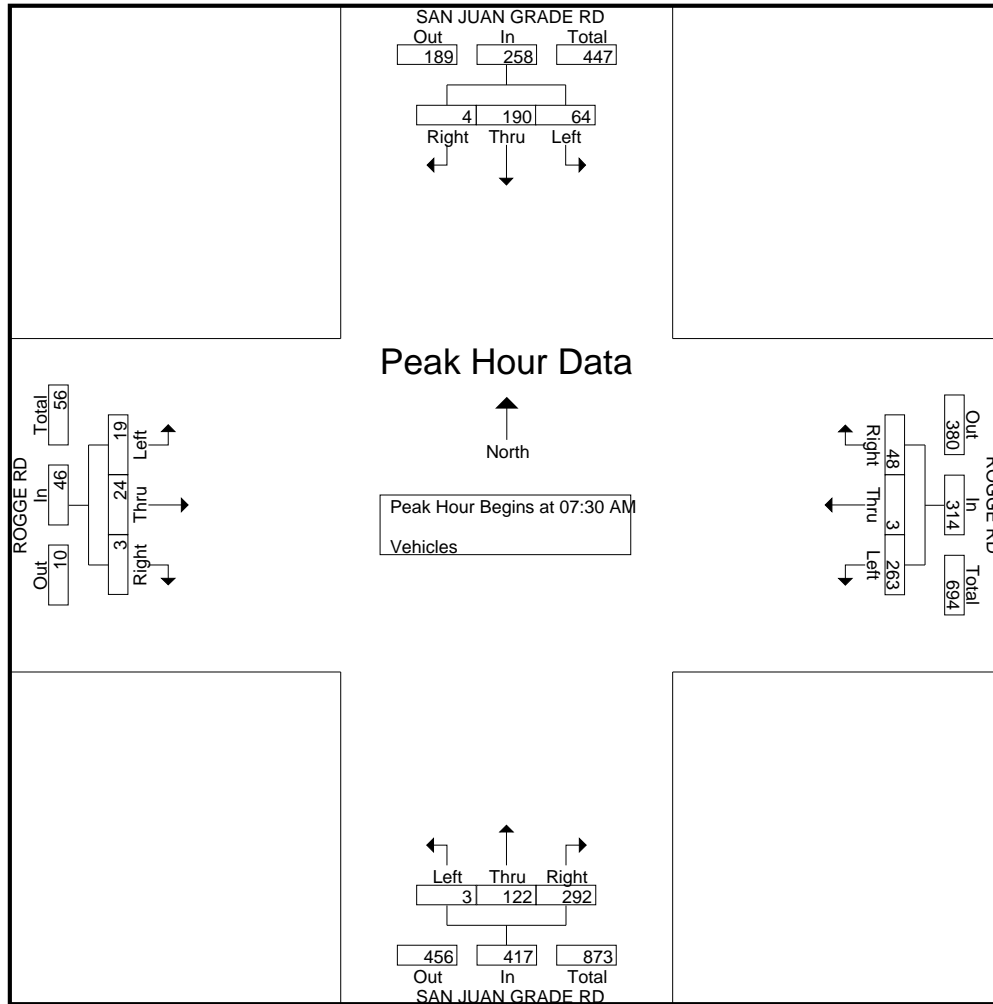 SAN JUAN GRADE RD
Out In Total
189 258 447
4 190 64
Right Thru Left
Peak Hour Data
North
Peak Hour Begins at 07:30 AM
Vehicles
ROGGE RD
Out In Total
10 46 56
Right Thru Left
3 24 19
ROGGE RD
Out In Total
380 314 694
48 3 263
Right Thru Left
Left Thru Right
3 122 292
456 417 873
Out In Total
SAN JUAN GRADE RD